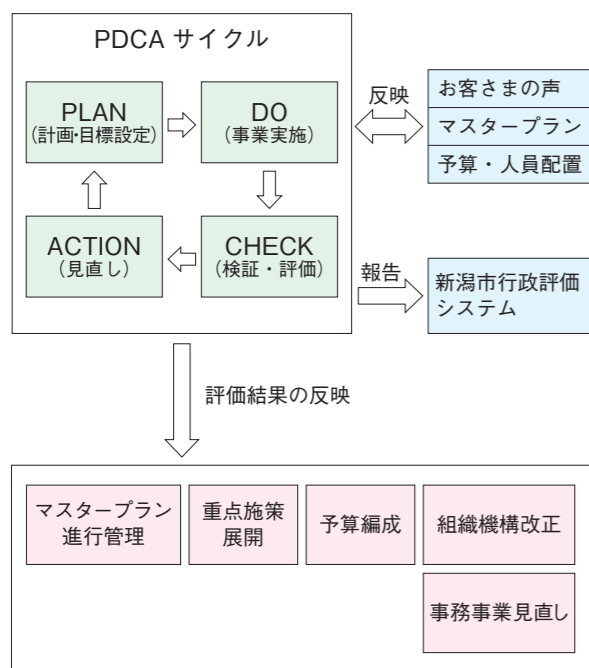 PDCA サイクル
PLAN
(計画・目標設定)
DO
(事業実施)
ACTION
(見直し)
CHECK
(検証・評価)
反映
お客さまの声
マスタープラン
予算・人員配置
報告
新潟市行政評価
システム
評価結果の反映
マスタープラン
進行管理
重点施策
展開
予算編成
組織機構改正
事務事業見直し